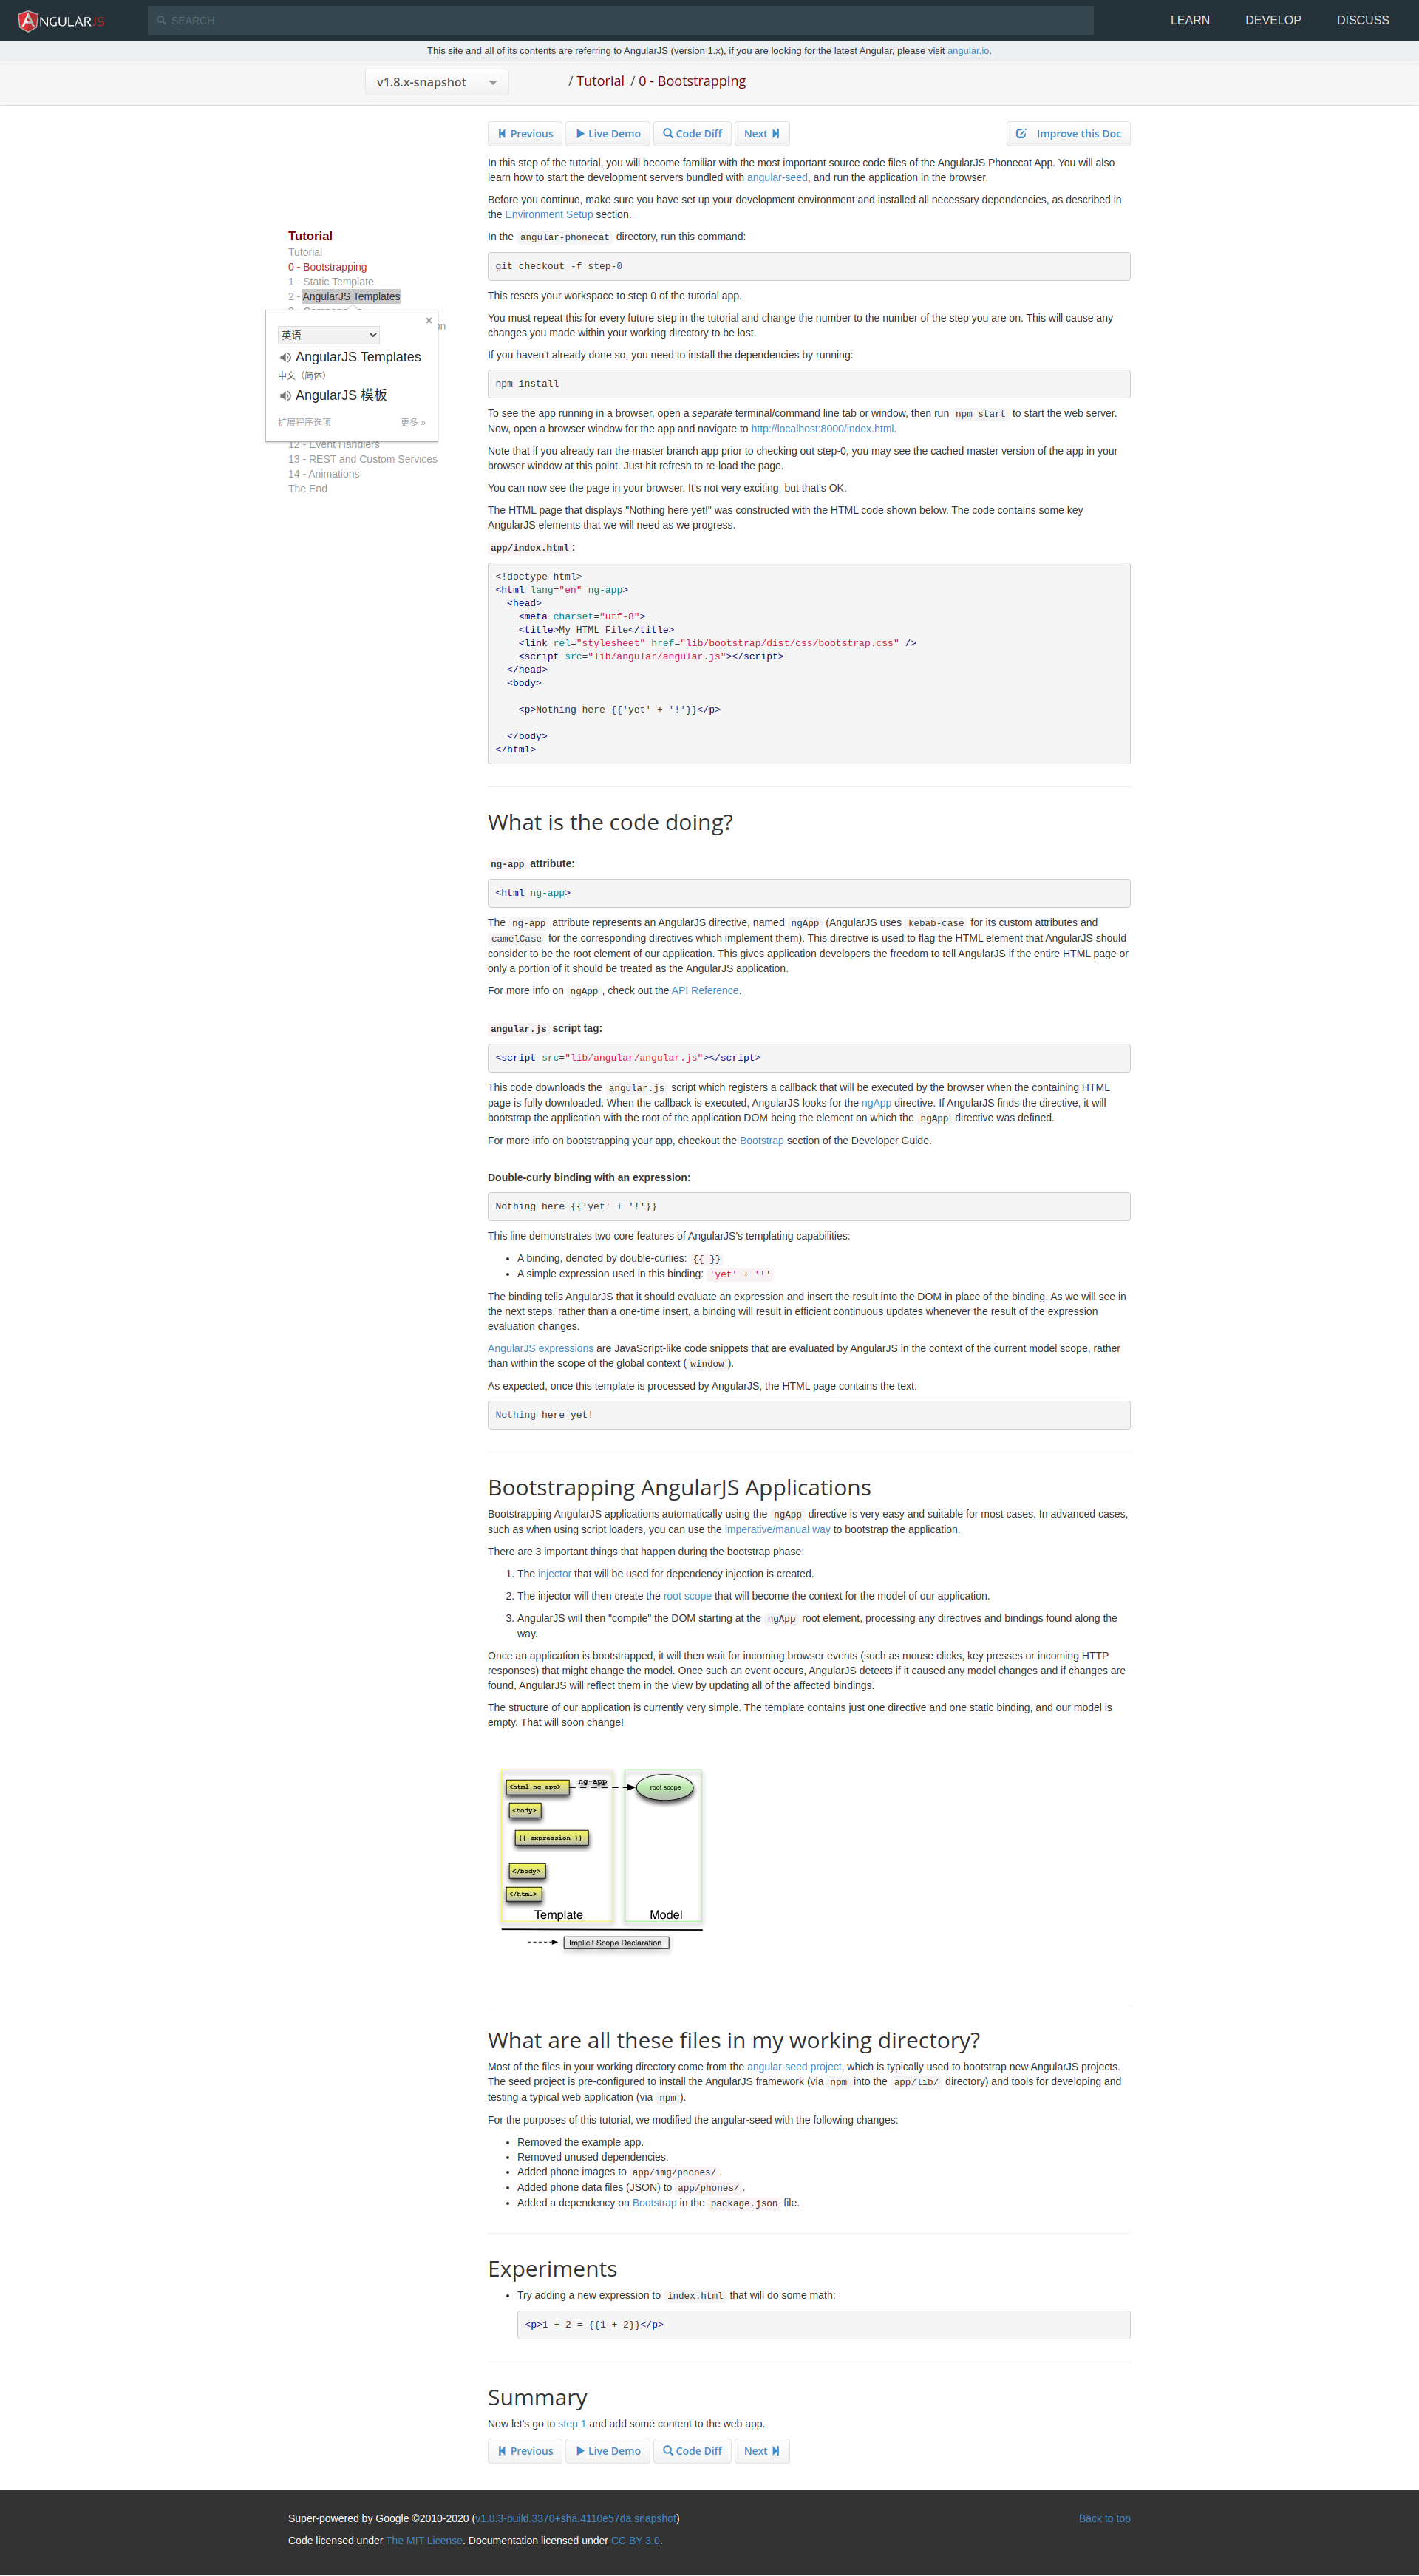 ANGULARJS
SEARCH
LEARN
DEVELOP
DISCUSS
This site and all of its contents are referring to AngularJS (version 1.x), if you are looking for the latest Angular, please visit angular.io.
v1.8.x-snapshot
/ Tutorial / 0 - Bootstrapping
Tutorial
Tutorial
0 - Bootstrapping
1 - Static Template
2 - AngularJS Templates
on
×
英语
AngularJS Templates
中文（简体）
AngularJS 模板
扩展程序选项
更多 »
12 - Event Handlers
13 - REST and Custom Services
14 - Animations
The End
Previous
Live Demo
Code Diff
Next
Improve this Doc
In this step of the tutorial, you will become familiar with the most important source code files of the AngularJS Phonecat App. You will also
learn how to start the development servers bundled with angular-seed, and run the application in the browser.
Before you continue, make sure you have set up your development environment and installed all necessary dependencies, as described in
the Environment Setup section.
In the angular-phonecat directory, run this command:
git checkout -f step-0
This resets your workspace to step 0 of the tutorial app.
You must repeat this for every future step in the tutorial and change the number to the number of the step you are on. This will cause any
changes you made within your working directory to be lost.
If you haven't already done so, you need to install the dependencies by running:
npm install
To see the app running in a browser, open a separate terminal/command line tab or window, then run npm start to start the web server.
Now, open a browser window for the app and navigate to http://localhost:8000/index.html.
Note that if you already ran the master branch app prior to checking out step-0, you may see the cached master version of the app in your
browser window at this point. Just hit refresh to re-load the page.
You can now see the page in your browser. It's not very exciting, but that's OK.
The HTML page that displays "Nothing here yet!" was constructed with the HTML code shown below. The code contains some key
AngularJS elements that we will need as we progress.
app/index.html:
<!doctype html>
<html lang="en" ng-app>
<head>
<meta charset="utf-8">
<title>My HTML File</title>
<link rel="stylesheet" href="lib/bootstrap/dist/css/bootstrap.css" />
<script src="lib/angular/angular.js"></script>
</head>
<body>
<p>Nothing here {{'yet' + '!'}}</p>
</body>
</html>
What is the code doing?
ng-app attribute:
<html ng-app>
The ng-app attribute represents an AngularJS directive, named ngApp (AngularJS uses kebab-case for its custom attributes and
camelCase for the corresponding directives which implement them). This directive is used to flag the HTML element that AngularJS should
consider to be the root element of our application. This gives application developers the freedom to tell AngularJS if the entire HTML page or
only a portion of it should be treated as the AngularJS application.
For more info on ngApp, check out the API Reference.
angular.js script tag:
<script src="lib/angular/angular.js"></script>
This code downloads the angular.js script which registers a callback that will be executed by the browser when the containing HTML
page is fully downloaded. When the callback is executed, AngularJS looks for the ngApp directive. If AngularJS finds the directive, it will
bootstrap the application with the root of the application DOM being the element on which the ngApp directive was defined.
For more info on bootstrapping your app, checkout the Bootstrap section of the Developer Guide.
Double-curly binding with an expression:
Nothing here {{'yet' + '!'}}
This line demonstrates two core features of AngularJS's templating capabilities:
• A binding, denoted by double-curlies: {{ }}
• A simple expression used in this binding: 'yet' + '!'
The binding tells AngularJS that it should evaluate an expression and insert the result into the DOM in place of the binding. As we will see in
the next steps, rather than a one-time insert, a binding will result in efficient continuous updates whenever the result of the expression
evaluation changes.
AngularJS expressions are JavaScript-like code snippets that are evaluated by AngularJS in the context of the current model scope, rather
than within the scope of the global context (window).
As expected, once this template is processed by AngularJS, the HTML page contains the text:
Nothing here yet!
Bootstrapping AngularJS Applications
Bootstrapping AngularJS applications automatically using the ngApp directive is very easy and suitable for most cases. In advanced cases,
such as when using script loaders, you can use the imperative/manual way to bootstrap the application.
There are 3 important things that happen during the bootstrap phase:
1. The injector that will be used for dependency injection is created.
2. The injector will then create the root scope that will become the context for the model of our application.
3. AngularJS will then "compile" the DOM starting at the ngApp root element, processing any directives and bindings found along the
way.
Once an application is bootstrapped, it will then wait for incoming browser events (such as mouse clicks, key presses or incoming HTTP
responses) that might change the model. Once such an event occurs, AngularJS detects if it caused any model changes and if changes are
found, AngularJS will reflect them in the view by updating all of the affected bindings.
The structure of our application is currently very simple. The template contains just one directive and one static binding, and our model is
empty. That will soon change!
<html ng-app>
ng-app
root scope
<body>
{{ expression }}
</body>
</html>
Template
Model
Implicit Scope Declaration
What are all these files in my working directory?
Most of the files in your working directory come from the angular-seed project, which is typically used to bootstrap new AngularJS projects.
The seed project is pre-configured to install the AngularJS framework (via npm into the app/lib/ directory) and tools for developing and
testing a typical web application (via npm).
For the purposes of this tutorial, we modified the angular-seed with the following changes:
• Removed the example app.
• Removed unused dependencies.
• Added phone images to app/img/phones/.
• Added phone data files (JSON) to app/phones/.
• Added a dependency on Bootstrap in the package.json file.
Experiments
• Try adding a new expression to index.html that will do some math:
<p>1 + 2 = {{1 + 2}}</p>
Summary
Now let's go to step 1 and add some content to the web app.
Previous
Live Demo
Code Diff
Next
Super-powered by Google ©2010-2020 (v1.8.3-build.3370+sha.4110e57da snapshot)
Back to top
Code licensed under The MIT License. Documentation licensed under CC BY 3.0.